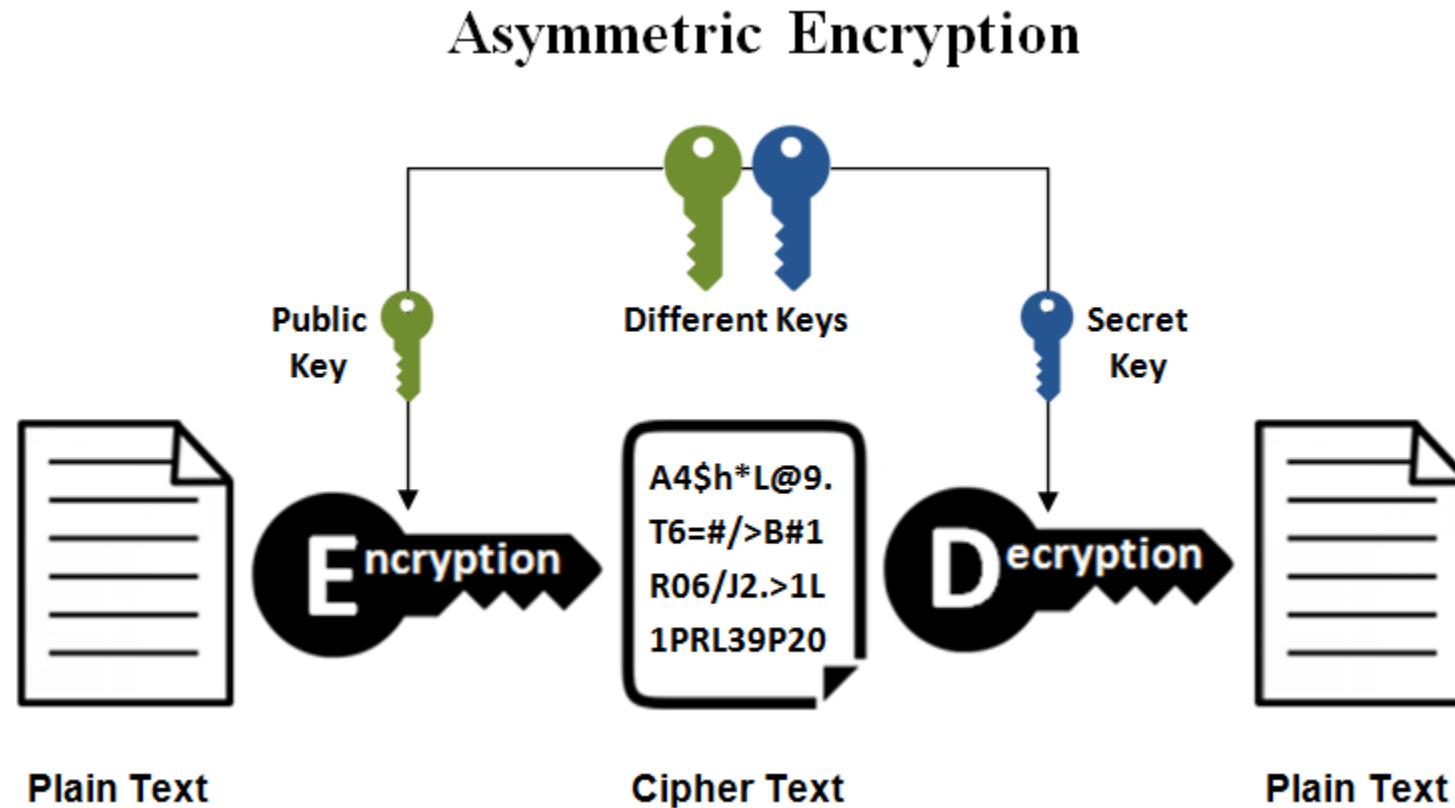 Asymmetric Encryption
Public
Key
Different Keys
Secret
Key
Encryption
A4$h*L@9.
T6=#/>B#1
R06/J2.>1L
1PRL39P20
Decryption
Plain Text
Cipher Text
Plain Text